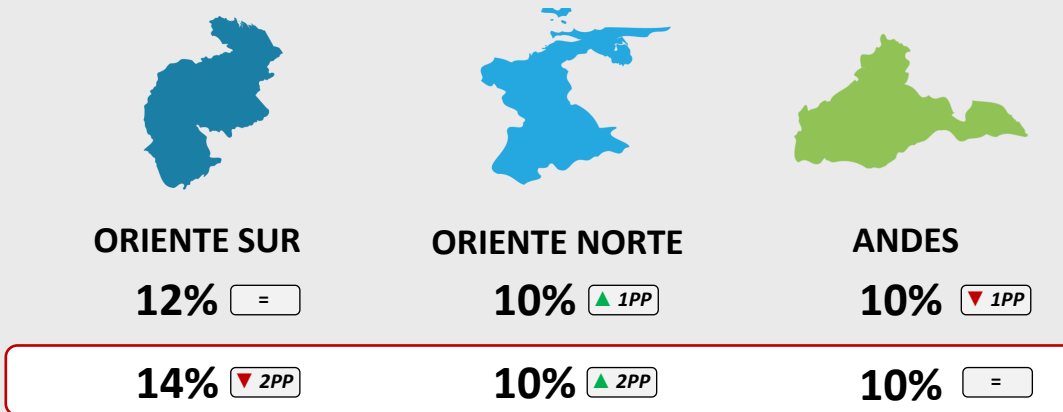 ORIENTE SUR ORIENTE NORTE ANDES
12% = 10% ▲ 1PP 10% ▼ 1PP
14% ▼ 2PP 10% ▲ 2PP 10% =